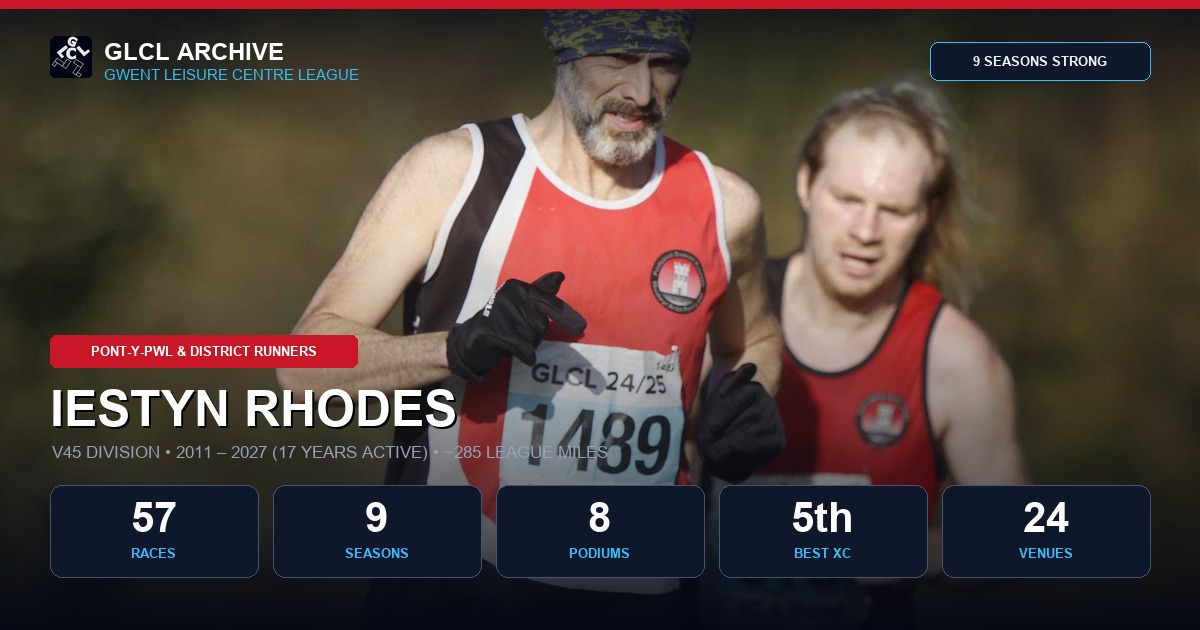 GLCL ARCHIVE
GWENT LEISURE CENTRE LEAGUE
9 SEASONS STRONG
PONT-Y-PWL & DISTRICT RUNNERS
GLCL 24/25
1489
IESTYN RHODES
V45 DIVISION • 2011 – 2027 (17 YEARS ACTIVE) • ~285 LEAGUE MILES
57
RACES
9
SEASONS
8
PODIUMS
5th
BEST XC
24
VENUES